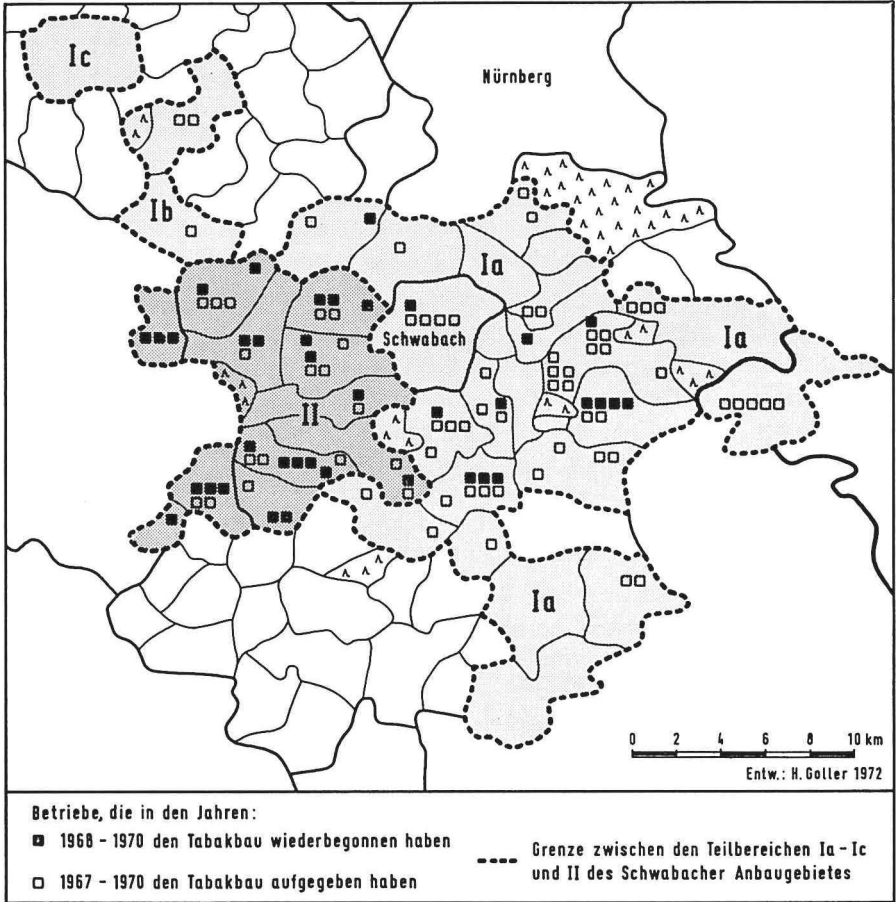 Ic
Nürnberg
Ib
Ia
Ia
Schwabach
II
Ia
0 2 4 6 8 10 km
Entw.: H. Goller 1972
Betriebe, die in den Jahren:
1968 - 1970 den Tabakbau wiederbegonnen haben
1967 - 1970 den Tabakbau aufgegeben haben
Grenze zwischen den Teilbereichen Ia - Ic
und II des Schwabacher Anbaugebietes